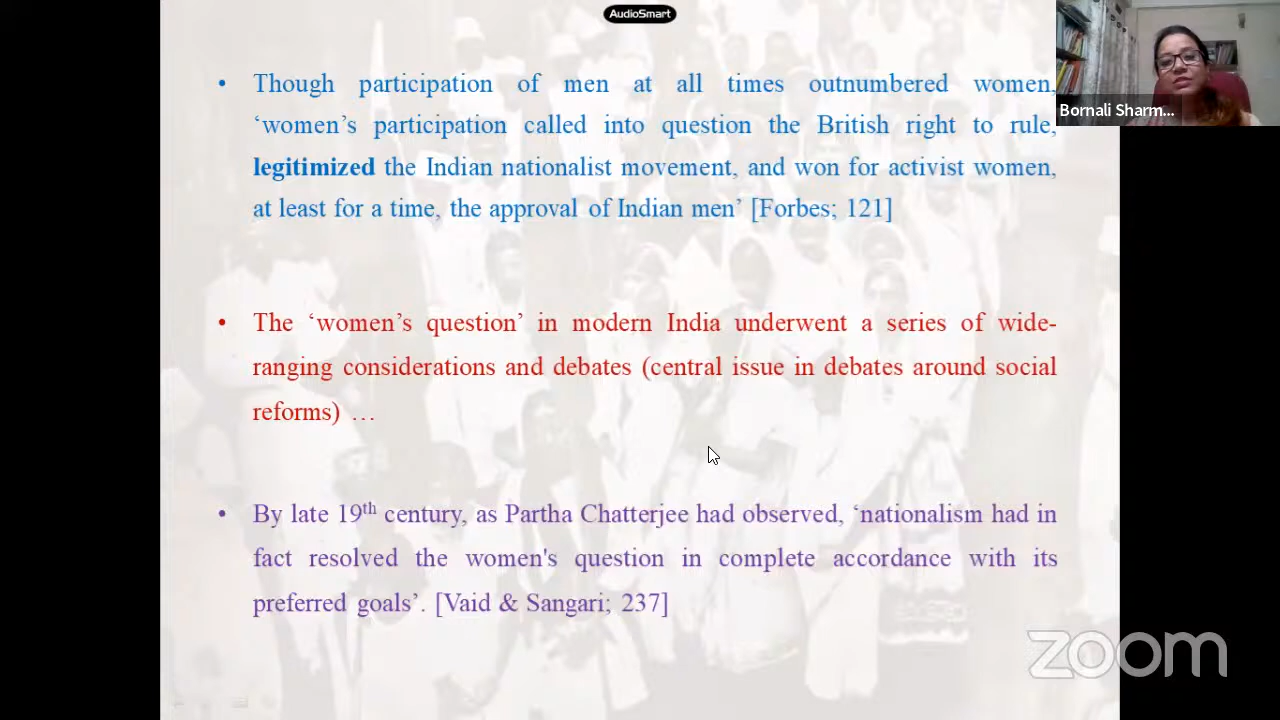 AudioSmart
• Though participation of men at all times outnumbered women,
‘women’s participation called into question the British right to rule,
legitimized the Indian nationalist movement, and won for activist women,
at least for a time, the approval of Indian men’ [Forbes; 121]
Bornali Sharm...
• The ‘women’s question’ in modern India underwent a series of wide-
ranging considerations and debates (central issue in debates around social
reforms) …
• By late 19th century, as Partha Chatterjee had observed, ‘nationalism had in
fact resolved the women's question in complete accordance with its
preferred goals’. [Vaid & Sangari; 237]
zoom